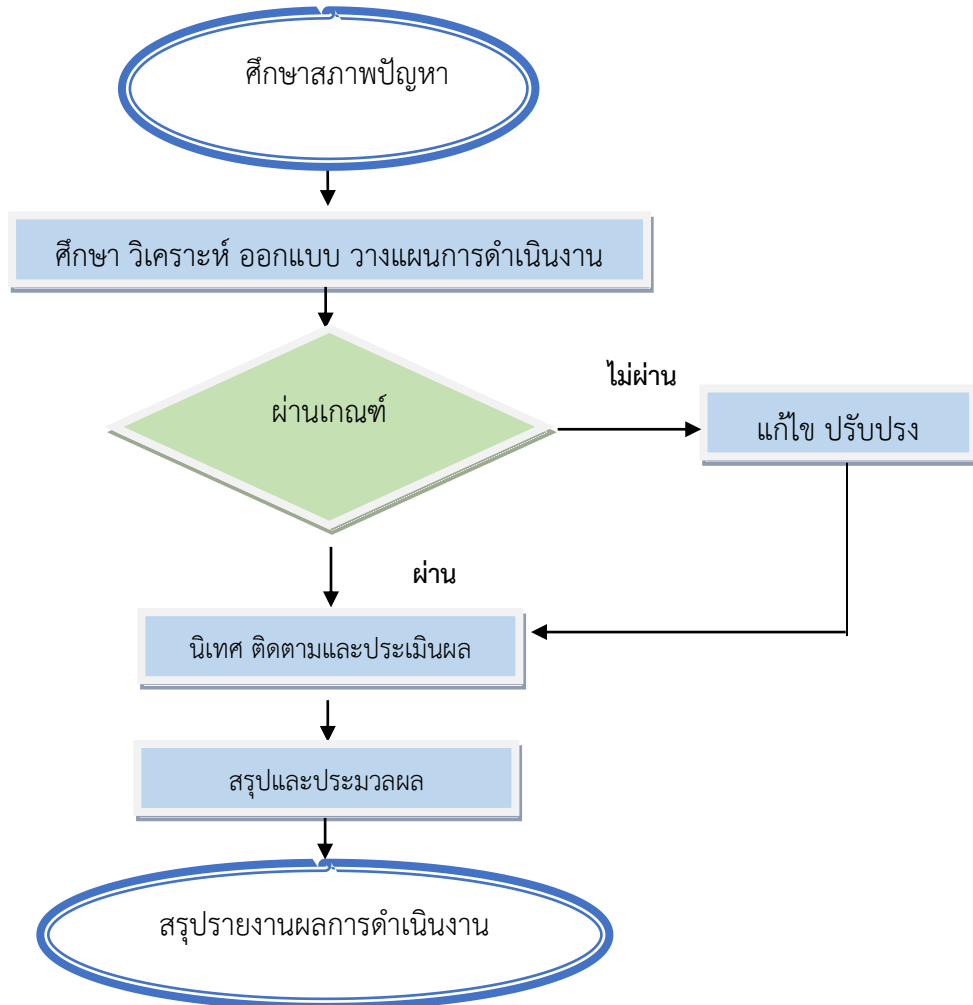 ศึกษาสภาพปัญหา
ศึกษา วิเคราะห์ ออกแบบ วางแผนการดำเนินงาน
ผ่านเกณฑ์
ไม่ผ่าน
แก้ไข ปรับปรง
ผ่าน
นิเทศ ติดตามและประเมินผล
สรุปและประมวลผล
สรุปรายงานผลการดำเนินงาน